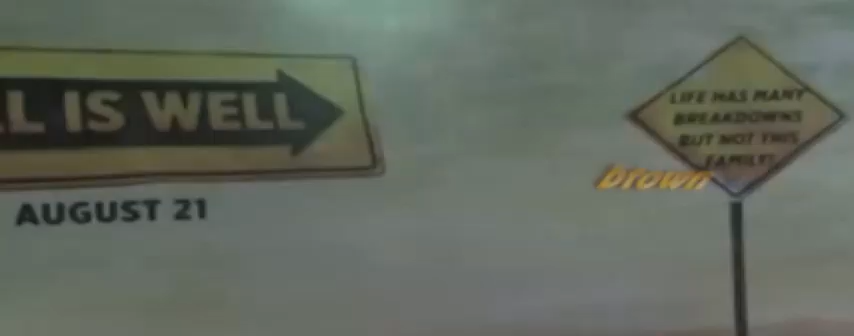 LL IS WELL
AUGUST 21
LIFE HAS MANY
BREAKDOWNS
BUT NOT THIS
FAMILY!
brown